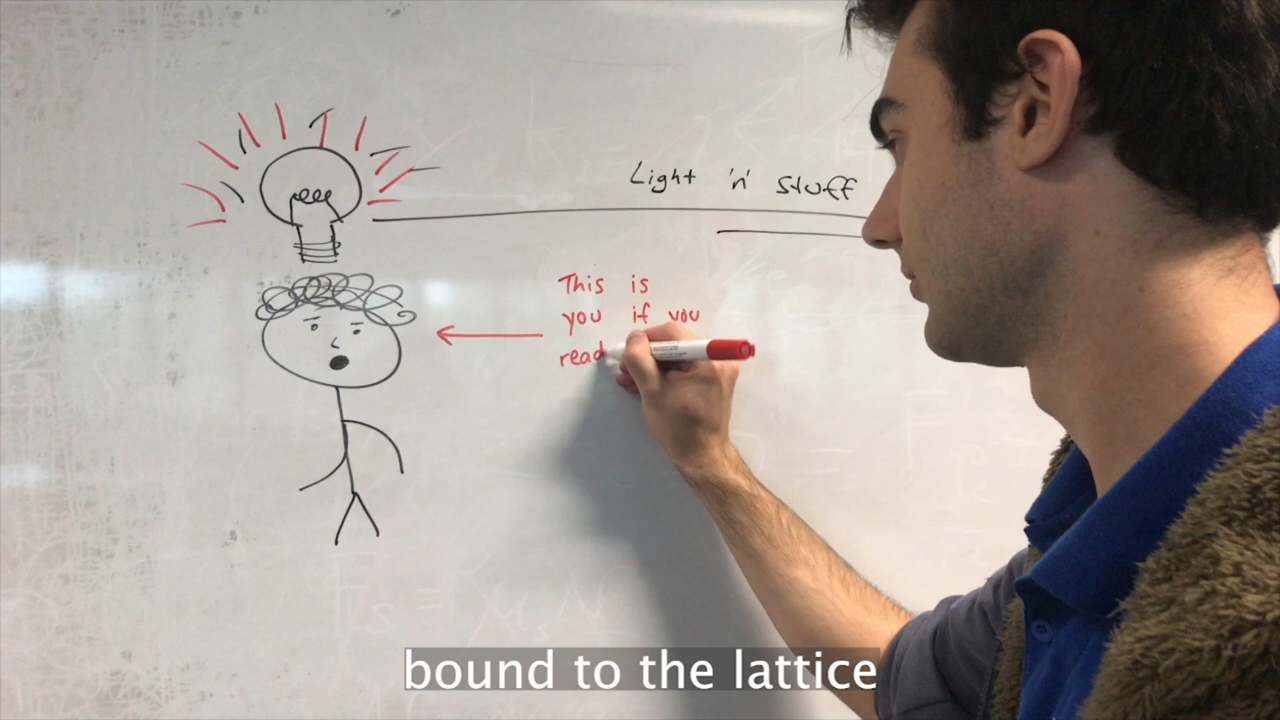 Light 'n' stuff
This is
you if you
read
bound to the lattice